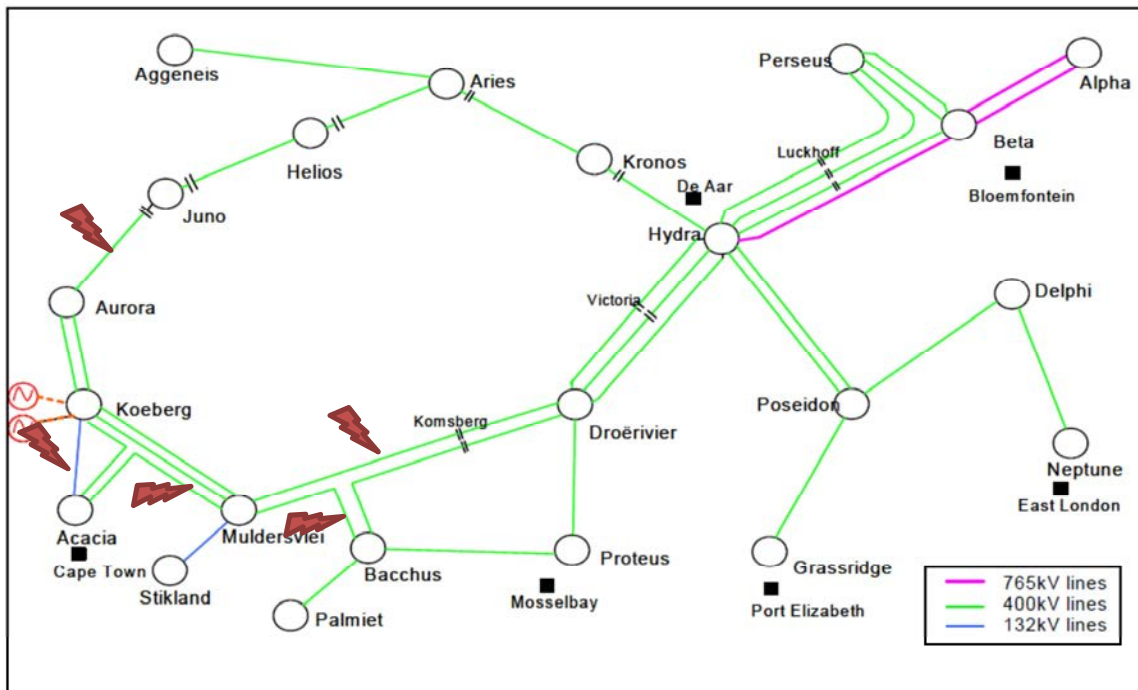 Aggeneis
Aries
Perseus
Alpha
Helios
Kronos
Luckhoff
Beta
De Aar
Bloemfontein
Juno
Hydra
Aurora
Victoria
Delphi
Koeberg
Komsberg
Droërivier
Poseidon
Neptune
East London
Acacia
Cape Town
Muldersvlei
Stikland
Bacchus
Proteus
Grassridge
Mosselbay
Port Elizabeth
Palmiet
765kV lines
400kV lines
132kV lines